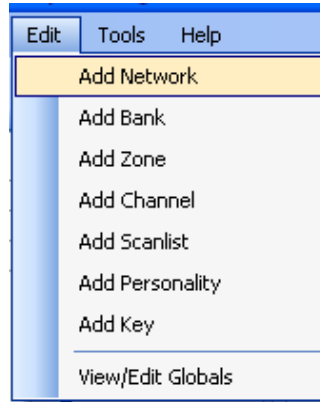 Edit Tools Help
Add Network
Add Bank
Add Zone
Add Channel
Add Scanlist
Add Personality
Add Key
View/Edit Globals